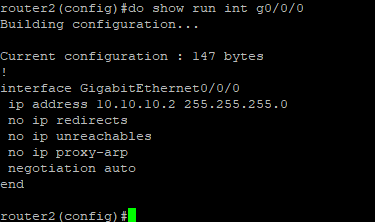 router2(config)#do show run int g0/0/0
Building configuration...
Current configuration : 147 bytes
!
interface GigabitEthernet0/0/0
 ip address 10.10.10.2 255.255.255.0
 no ip redirects
 no ip unreachables
 no ip proxy-arp
 negotiation auto
end
router2(config)#